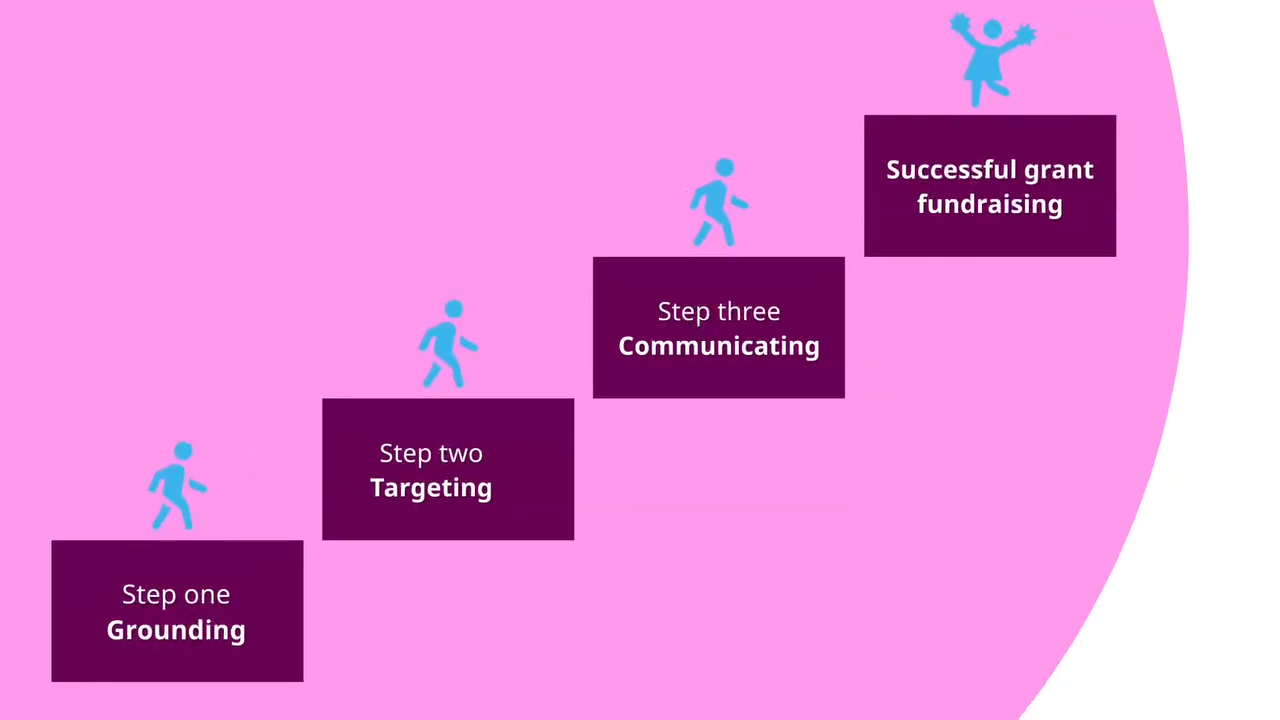 Successful grant
fundraising
Step three
Communicating
Step two
Targeting
Step one
Grounding